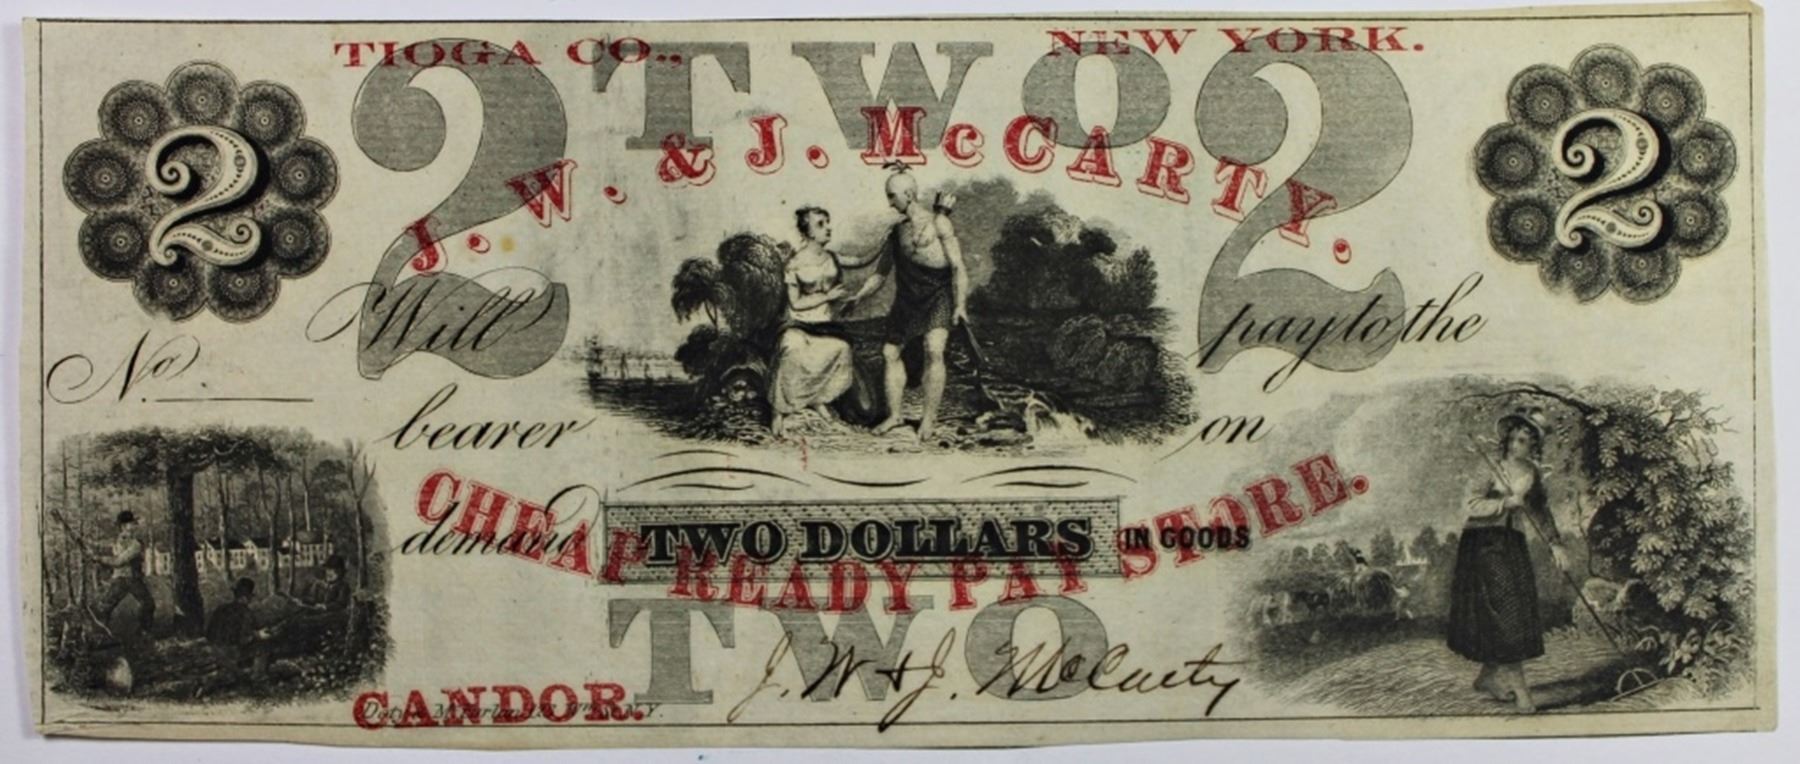 TIOGA CO., NEW YORK.
2 TWO 2
2 2
J. W. & J. McCARTY.
Will pay to the
No.
bearer on
demand TWO DOLLARS IN GOODS
CHEAP READY PAY STORE.
TWO
J. W & J. McCarty
CANDOR.
N.Y.